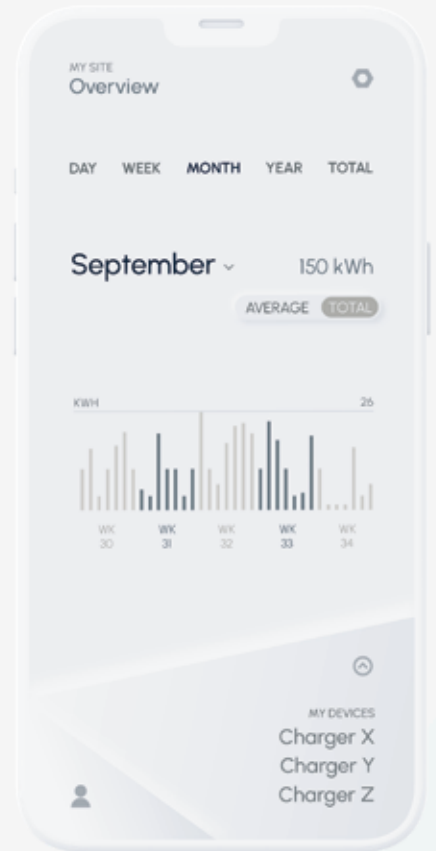 MY SITE
Overview
DAY WEEK MONTH YEAR TOTAL
September 150 kWh
AVERAGE TOTAL
KWH 26
WK WK WK WK WK
30 31 32 33 34
MY DEVICES
Charger X
Charger Y
Charger Z